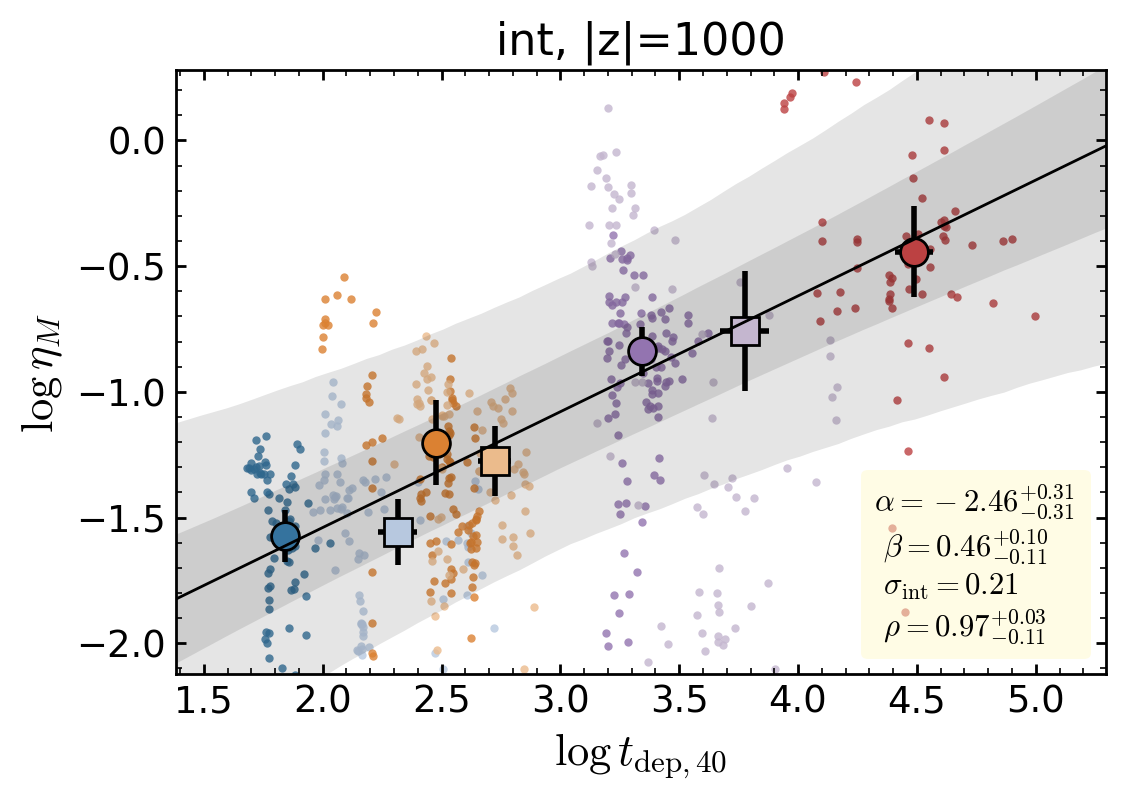 int, |z|=1000
log η_M
0.0
−0.5
−1.0
−1.5
−2.0
α = −2.46^{+0.31}_{−0.31}
β = 0.46^{+0.10}_{−0.11}
σ_int = 0.21
ρ = 0.97^{+0.03}_{−0.11}
1.5 2.0 2.5 3.0 3.5 4.0 4.5 5.0
log t_{dep, 40}